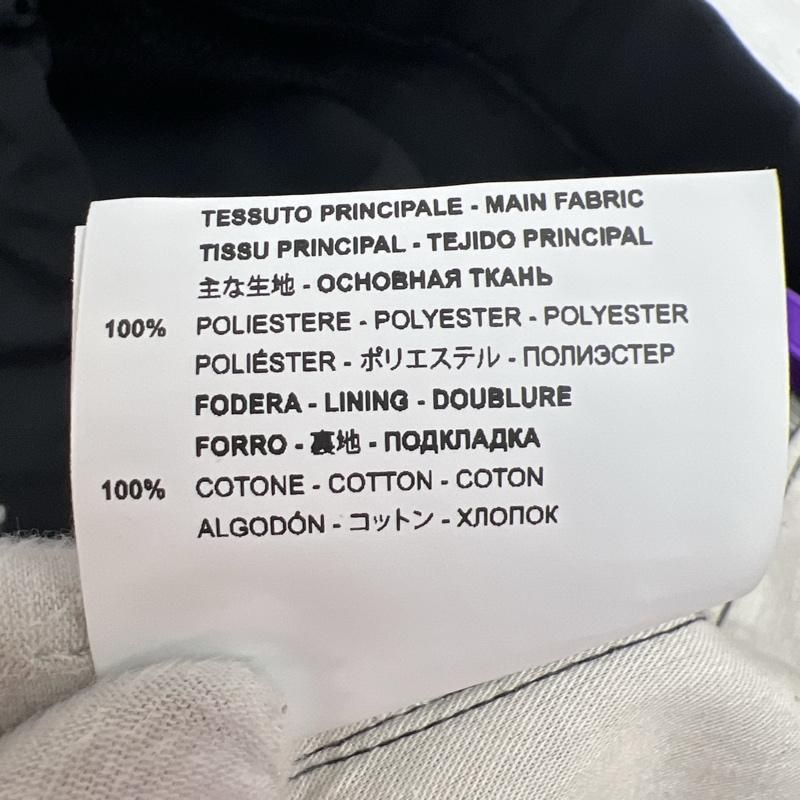 TESSUTO PRINCIPALE - MAIN FABRIC
TISSU PRINCIPAL - TEJIDO PRINCIPAL
主な生地 - ОСНОВНАЯ ТКАНЬ
100% POLIESTERE - POLYESTER - POLYESTER
POLIÉSTER - ポリエステル - ПОЛИЭСТЕР
FODERA - LINING - DOUBLURE
FORRO - 裏地 - ПОДКЛАДКА
100% COTONE - COTTON - COTON
ALGODÓN - コットン - ХЛОПОК